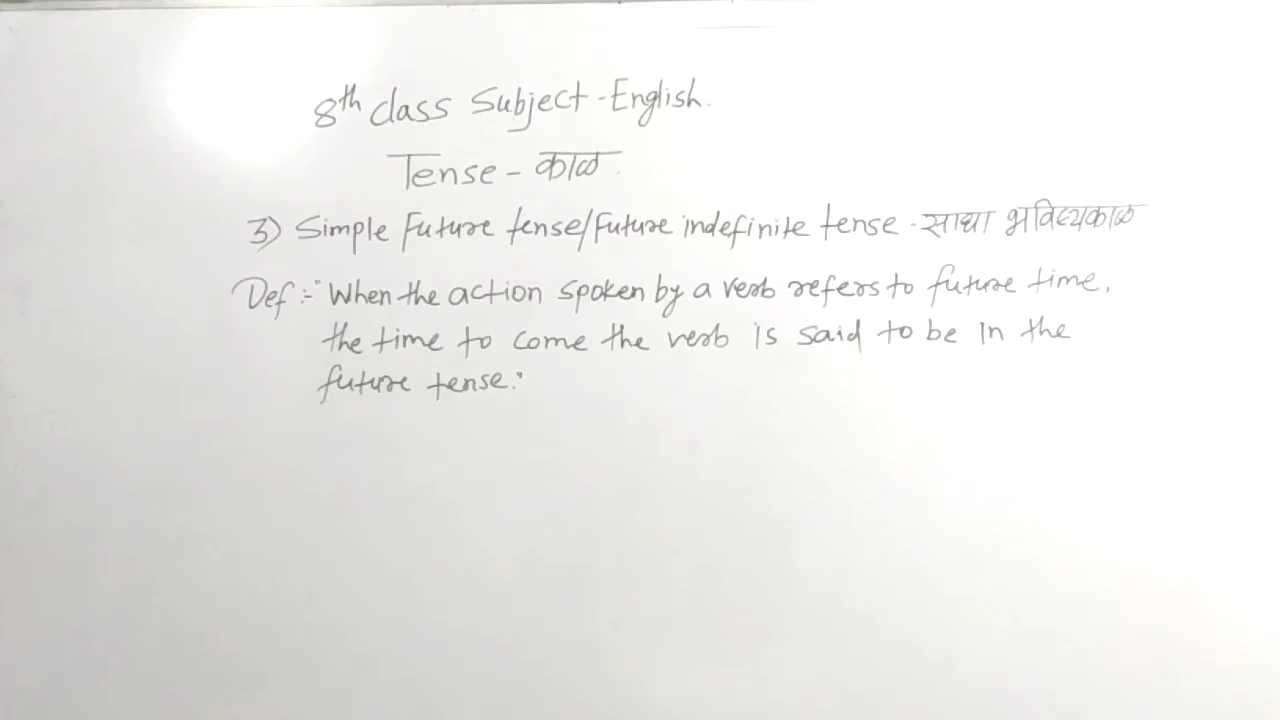 8th class Subject - English.
Tense - काळ.
3) Simple Future tense/Future indefinite tense - साधा भविष्यकाळ
Def :- "When the action spoken by a verb refers to future time,
the time to come the verb is said to be in the
future tense."